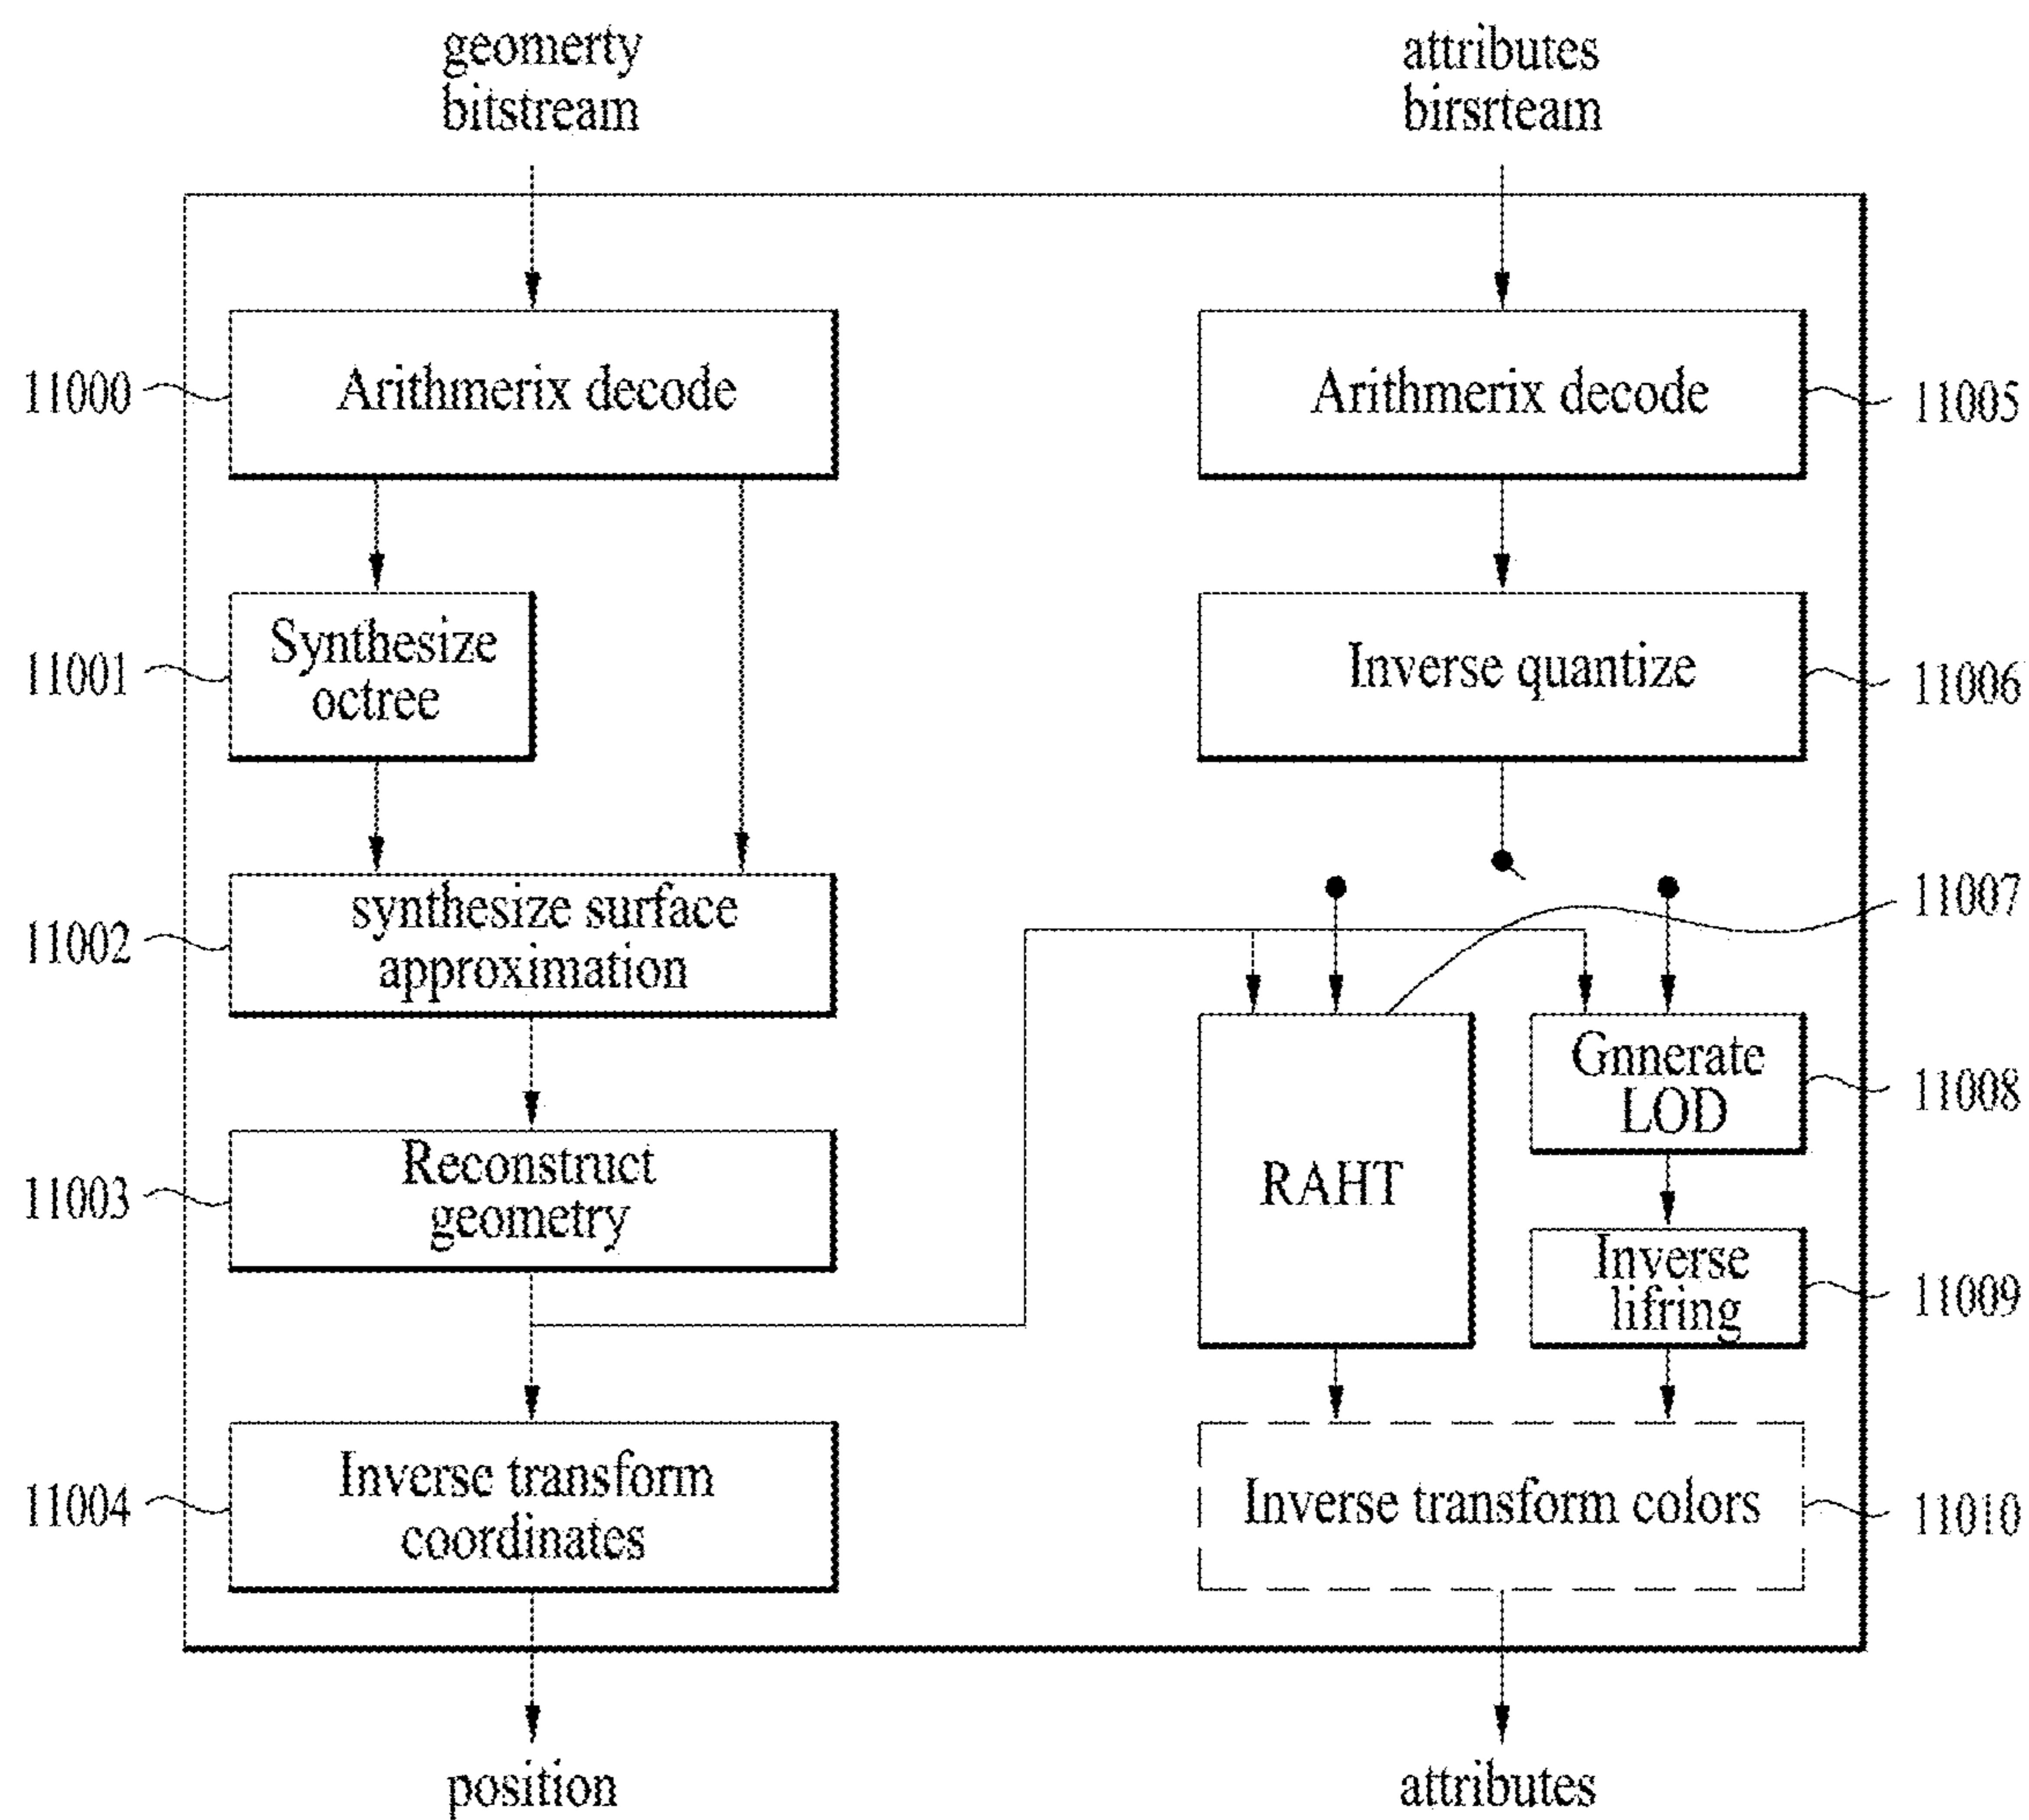 geomerty
bitstream
attributes
birsrteam
11000
Arithmerix decode
Arithmerix decode
11005
11001
Synthesize
octree
Inverse quantize
11006
11002
synthesize surface
approximation
11007
11003
Reconstruct
geometry
RAHT
Gnnerate
LOD
11008
Inverse
lifring
11009
11004
Inverse transform
coordinates
Inverse transform colors
11010
position
attributes